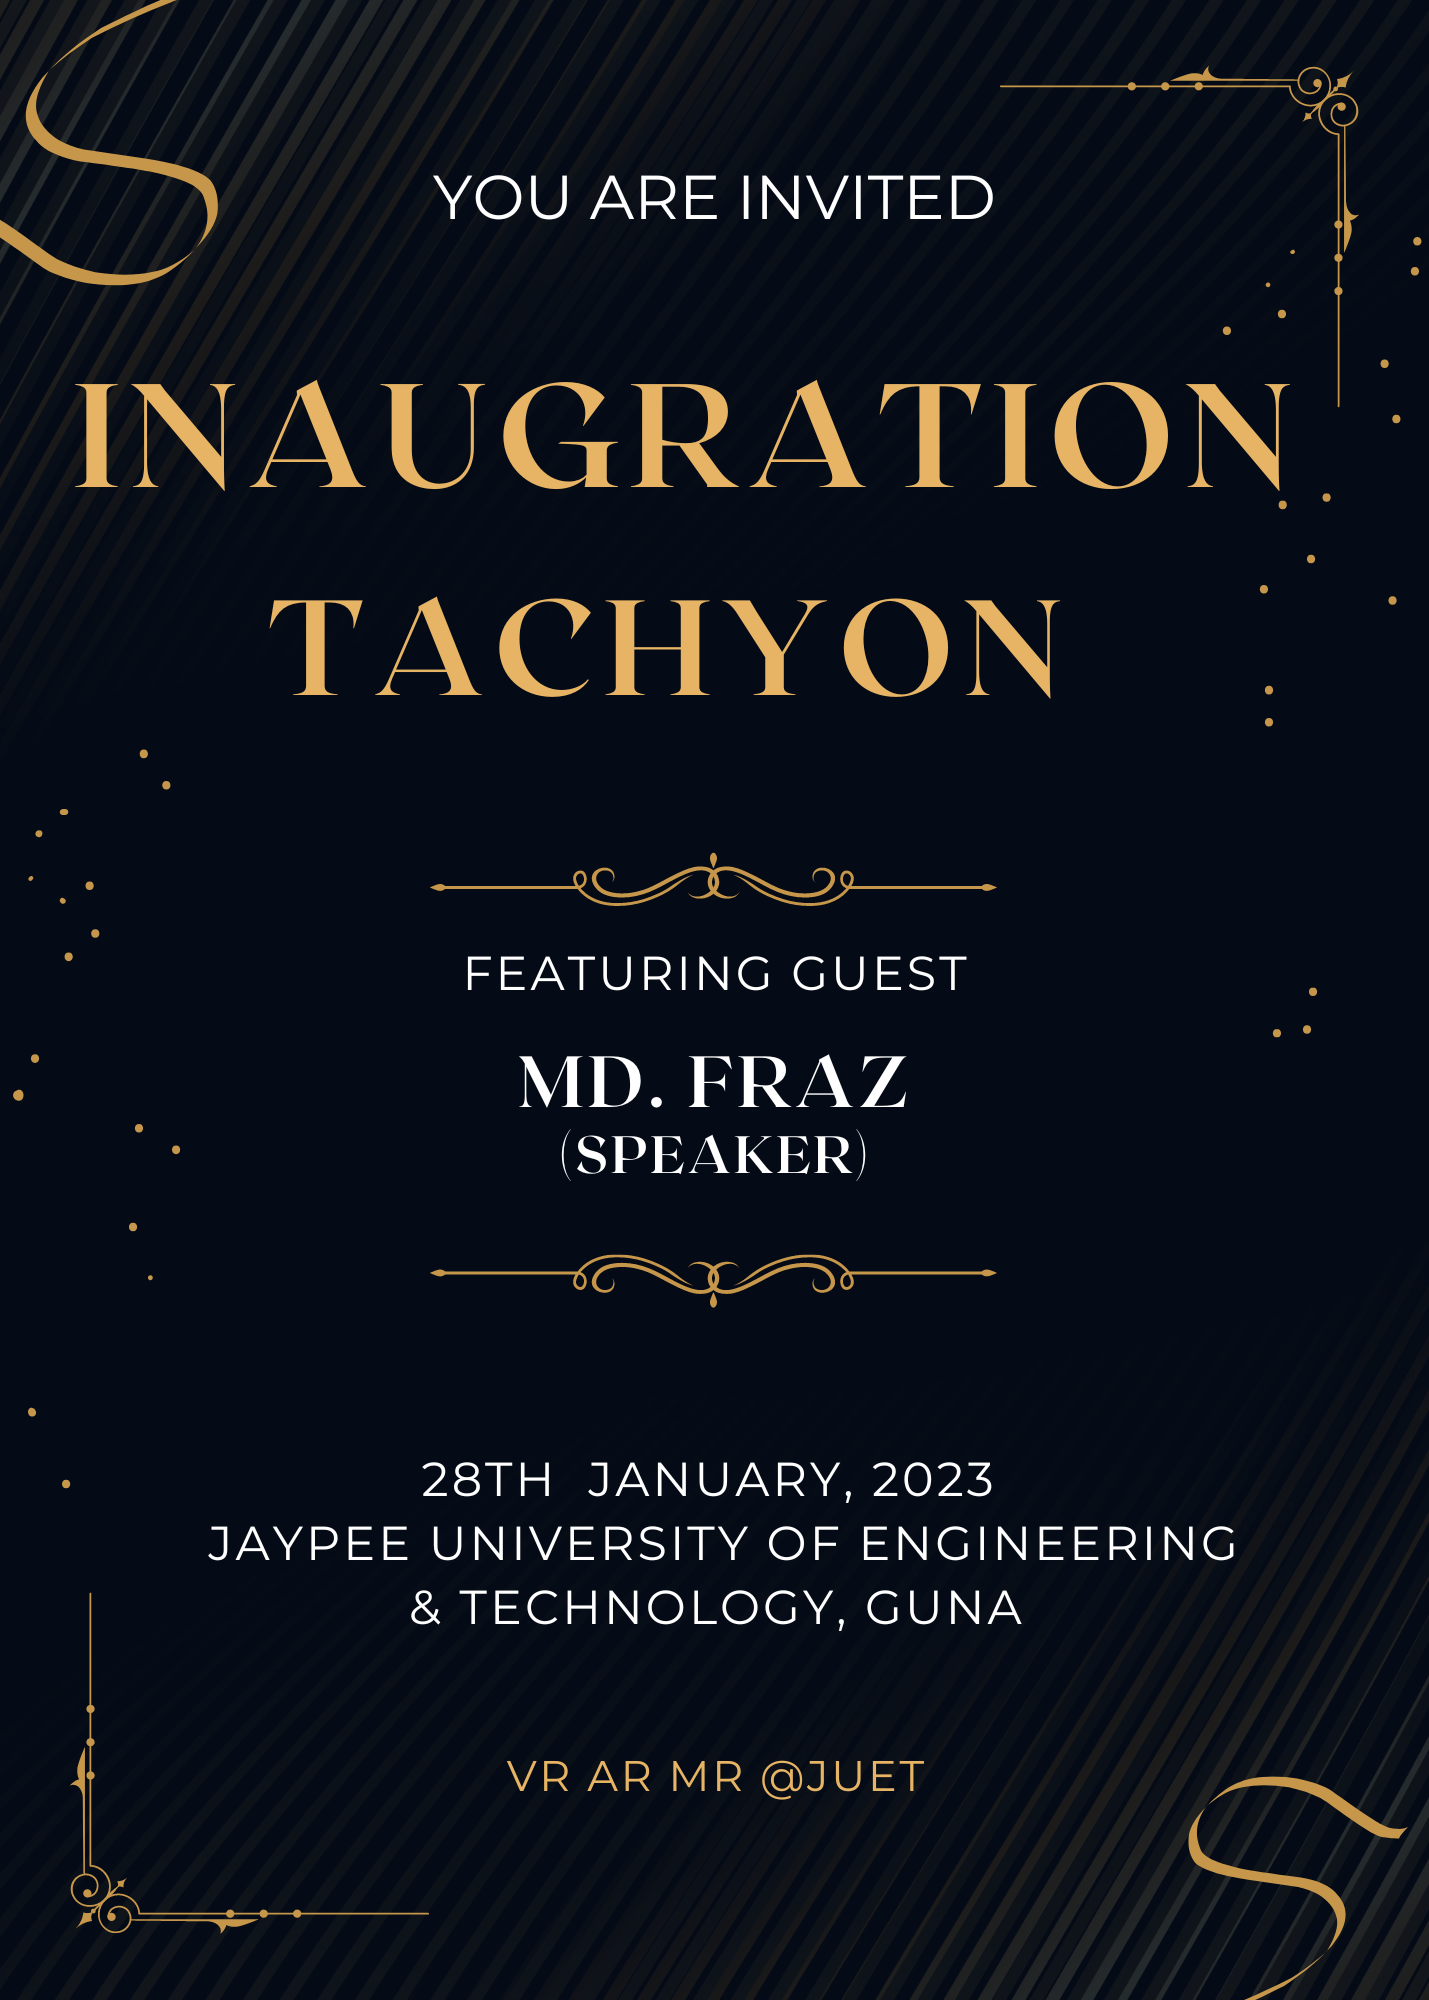 YOU ARE INVITED
INAUGRATION
TACHYON
FEATURING GUEST
MD. FRAZ
(SPEAKER)
28TH JANUARY, 2023
JAYPEE UNIVERSITY OF ENGINEERING
& TECHNOLOGY, GUNA
VR AR MR @JUET